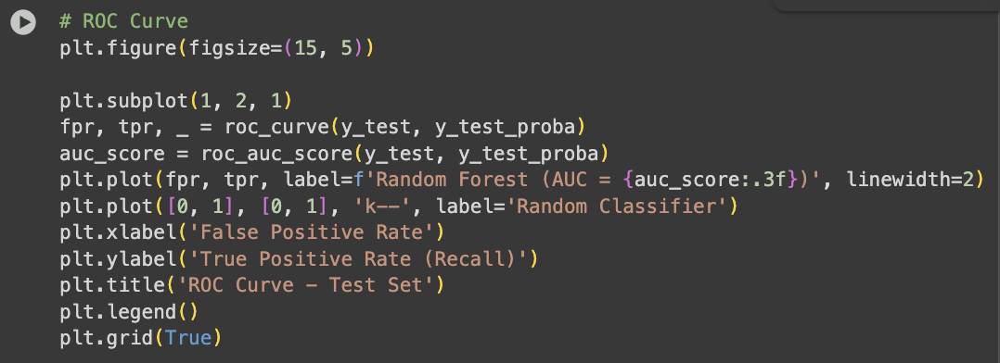 # ROC Curve
plt.figure(figsize=(15, 5))
plt.subplot(1, 2, 1)
fpr, tpr, _ = roc_curve(y_test, y_test_proba)
auc_score = roc_auc_score(y_test, y_test_proba)
plt.plot(fpr, tpr, label=f'Random Forest (AUC = {auc_score:.3f})', linewidth=2)
plt.plot([0, 1], [0, 1], 'k--', label='Random Classifier')
plt.xlabel('False Positive Rate')
plt.ylabel('True Positive Rate (Recall)')
plt.title('ROC Curve - Test Set')
plt.legend()
plt.grid(True)